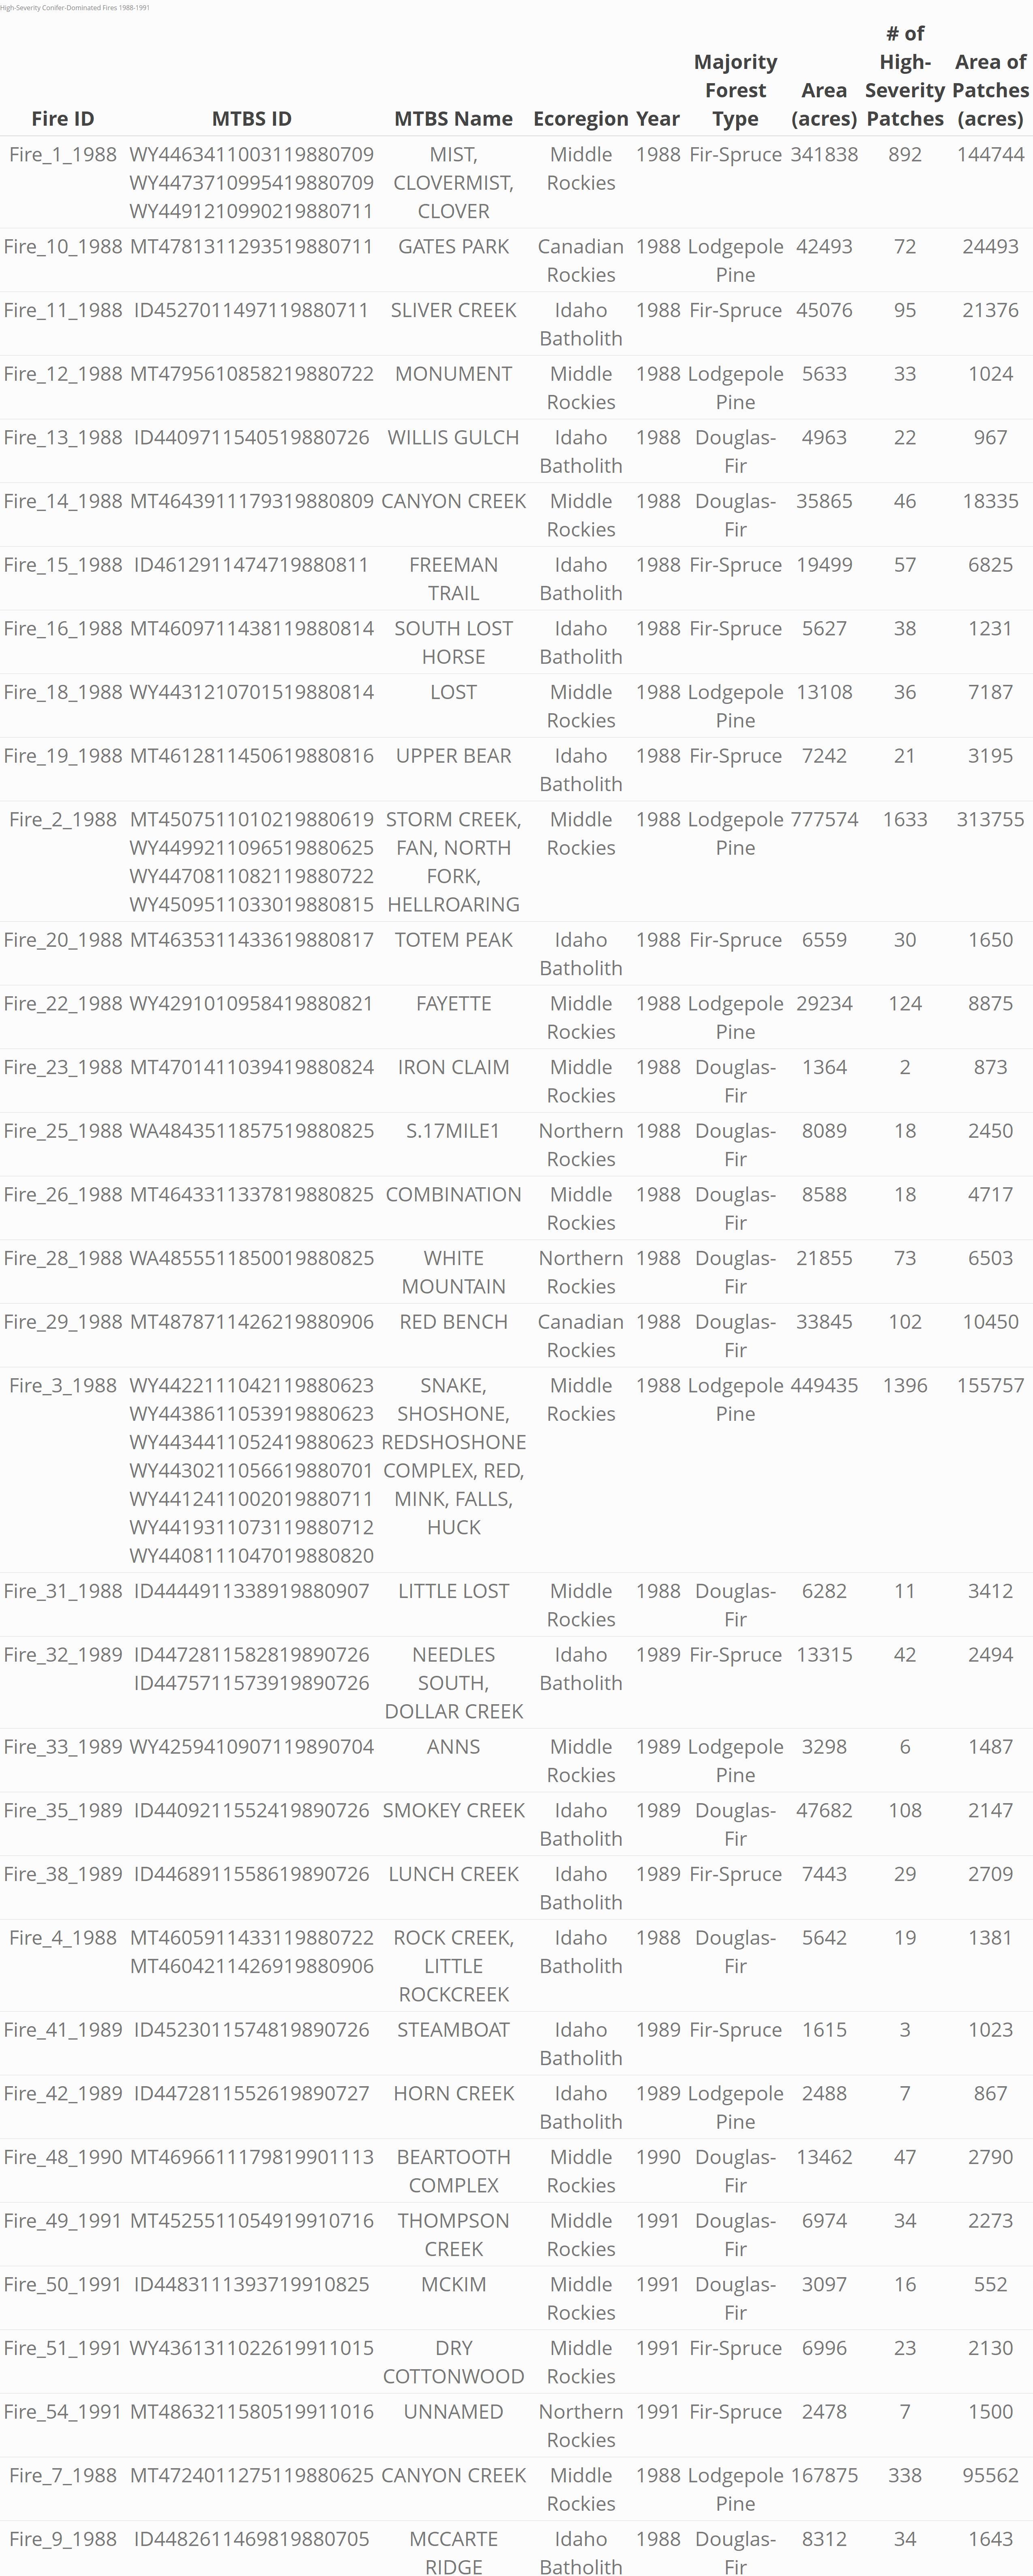 High-Severity Conifer-Dominated Fires 1988-1991
# of
High-
Majority
Area of
Forest
Area
Severity
Patches
Fire ID MTBS ID MTBS Name Ecoregion Year Type (acres) Patches (acres)
Fire_1_1988 WY4463411003119880709 MIST, Middle 1988 Fir-Spruce 341838 892 144744
WY4473710995419880709 CLOVERMIST, Rockies
WY4491210990219880711 CLOVER
Fire_10_1988 MT4781311293519880711 GATES PARK Canadian 1988 Lodgepole 42493 72 24493
Rockies Pine
Fire_11_1988 ID4527011497119880711 SLIVER CREEK Idaho 1988 Fir-Spruce 45076 95 21376
Batholith
Fire_12_1988 MT4795610858219880722 MONUMENT Middle 1988 Lodgepole 5633 33 1024
Rockies Pine
Fire_13_1988 ID4409711540519880726 WILLIS GULCH Idaho 1988 Douglas- 4963 22 967
Batholith Fir
Fire_14_1988 MT4643911179319880809 CANYON CREEK Middle 1988 Douglas- 35865 46 18335
Rockies Fir
Fire_15_1988 ID4612911474719880811 FREEMAN Idaho 1988 Fir-Spruce 19499 57 6825
TRAIL Batholith
Fire_16_1988 MT4609711438119880814 SOUTH LOST Idaho 1988 Fir-Spruce 5627 38 1231
HORSE Batholith
Fire_18_1988 WY4431210701519880814 LOST Middle 1988 Lodgepole 13108 36 7187
Rockies Pine
Fire_19_1988 MT4612811450619880816 UPPER BEAR Idaho 1988 Fir-Spruce 7242 21 3195
Batholith
Fire_2_1988 MT4507511010219880619 STORM CREEK, Middle 1988 Lodgepole 777574 1633 313755
WY4499211096519880625 FAN, NORTH Rockies Pine
WY4470811082119880722 FORK,
WY4509511033019880815 HELLROARING
Fire_20_1988 MT4635311433619880817 TOTEM PEAK Idaho 1988 Fir-Spruce 6559 30 1650
Batholith
Fire_22_1988 WY4291010958419880821 FAYETTE Middle 1988 Lodgepole 29234 124 8875
Rockies Pine
Fire_23_1988 MT4701411039419880824 IRON CLAIM Middle 1988 Douglas- 1364 2 873
Rockies Fir
Fire_25_1988 WA4843511857519880825 S.17MILE1 Northern 1988 Douglas- 8089 18 2450
Rockies Fir
Fire_26_1988 MT4643311337819880825 COMBINATION Middle 1988 Douglas- 8588 18 4717
Rockies Fir
Fire_28_1988 WA4855511850019880825 WHITE Northern 1988 Douglas- 21855 73 6503
MOUNTAIN Rockies Fir
Fire_29_1988 MT4878711426219880906 RED BENCH Canadian 1988 Douglas- 33845 102 10450
Rockies Fir
Fire_3_1988 WY4422111042119880623 SNAKE, Middle 1988 Lodgepole 449435 1396 155757
WY4438611053919880623 SHOSHONE, Rockies Pine
WY4434411052419880623 REDSHOSHONE
WY4430211056619880701 COMPLEX, RED,
WY4412411002019880711 MINK, FALLS,
WY4419311073119880712 HUCK
WY4408111047019880820
Fire_31_1988 ID4444911338919880907 LITTLE LOST Middle 1988 Douglas- 6282 11 3412
Rockies Fir
Fire_32_1989 ID4472811582819890726 NEEDLES Idaho 1989 Fir-Spruce 13315 42 2494
ID4475711573919890726 SOUTH, Batholith
DOLLAR CREEK
Fire_33_1989 WY4259410907119890704 ANNS Middle 1989 Lodgepole 3298 6 1487
Rockies Pine
Fire_35_1989 ID4409211552419890726 SMOKEY CREEK Idaho 1989 Douglas- 47682 108 2147
Batholith Fir
Fire_38_1989 ID4468911558619890726 LUNCH CREEK Idaho 1989 Fir-Spruce 7443 29 2709
Batholith
Fire_4_1988 MT4605911433119880722 ROCK CREEK, Idaho 1988 Douglas- 5642 19 1381
MT4604211426919880906 LITTLE Batholith Fir
ROCKCREEK
Fire_41_1989 ID4523011574819890726 STEAMBOAT Idaho 1989 Fir-Spruce 1615 3 1023
Batholith
Fire_42_1989 ID4472811552619890727 HORN CREEK Idaho 1989 Lodgepole 2488 7 867
Batholith Pine
Fire_48_1990 MT4696611179819901113 BEARTOOTH Middle 1990 Douglas- 13462 47 2790
COMPLEX Rockies Fir
Fire_49_1991 MT4525511054919910716 THOMPSON Middle 1991 Douglas- 6974 34 2273
CREEK Rockies Fir
Fire_50_1991 ID4483111393719910825 MCKIM Middle 1991 Douglas- 3097 16 552
Rockies Fir
Fire_51_1991 WY4361311022619911015 DRY Middle 1991 Fir-Spruce 6996 23 2130
COTTONWOOD Rockies
Fire_54_1991 MT4863211580519911016 UNNAMED Northern 1991 Fir-Spruce 2478 7 1500
Rockies
Fire_7_1988 MT4724011275119880625 CANYON CREEK Middle 1988 Lodgepole 167875 338 95562
Rockies Pine
Fire_9_1988 ID4482611469819880705 MCCARTE Idaho 1988 Douglas- 8312 34 1643
RIDGE Batholith Fir